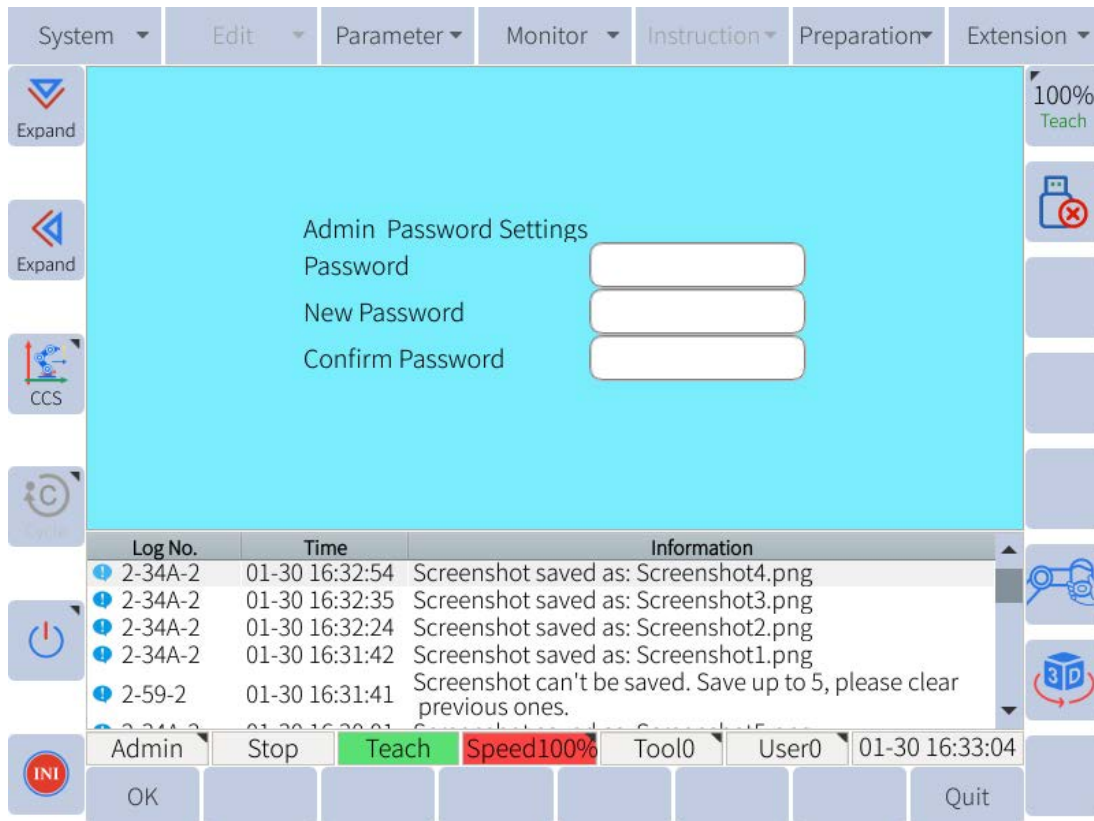 System Edit Parameter Monitor Instruction Preparation Extension
Expand
100%
Teach
Expand
CCS
Admin Password Settings
Password
New Password
Confirm Password
Log No. Time Information
2-34A-2 01-30 16:32:54 Screenshot saved as: Screenshot4.png
2-34A-2 01-30 16:32:35 Screenshot saved as: Screenshot3.png
2-34A-2 01-30 16:32:24 Screenshot saved as: Screenshot2.png
2-34A-2 01-30 16:31:42 Screenshot saved as: Screenshot1.png
2-59-2 01-30 16:31:41 Screenshot can't be saved. Save up to 5, please clear
previous ones.
3D
Admin Stop Teach Speed100% Tool0 User0 01-30 16:33:04
INI
OK Quit